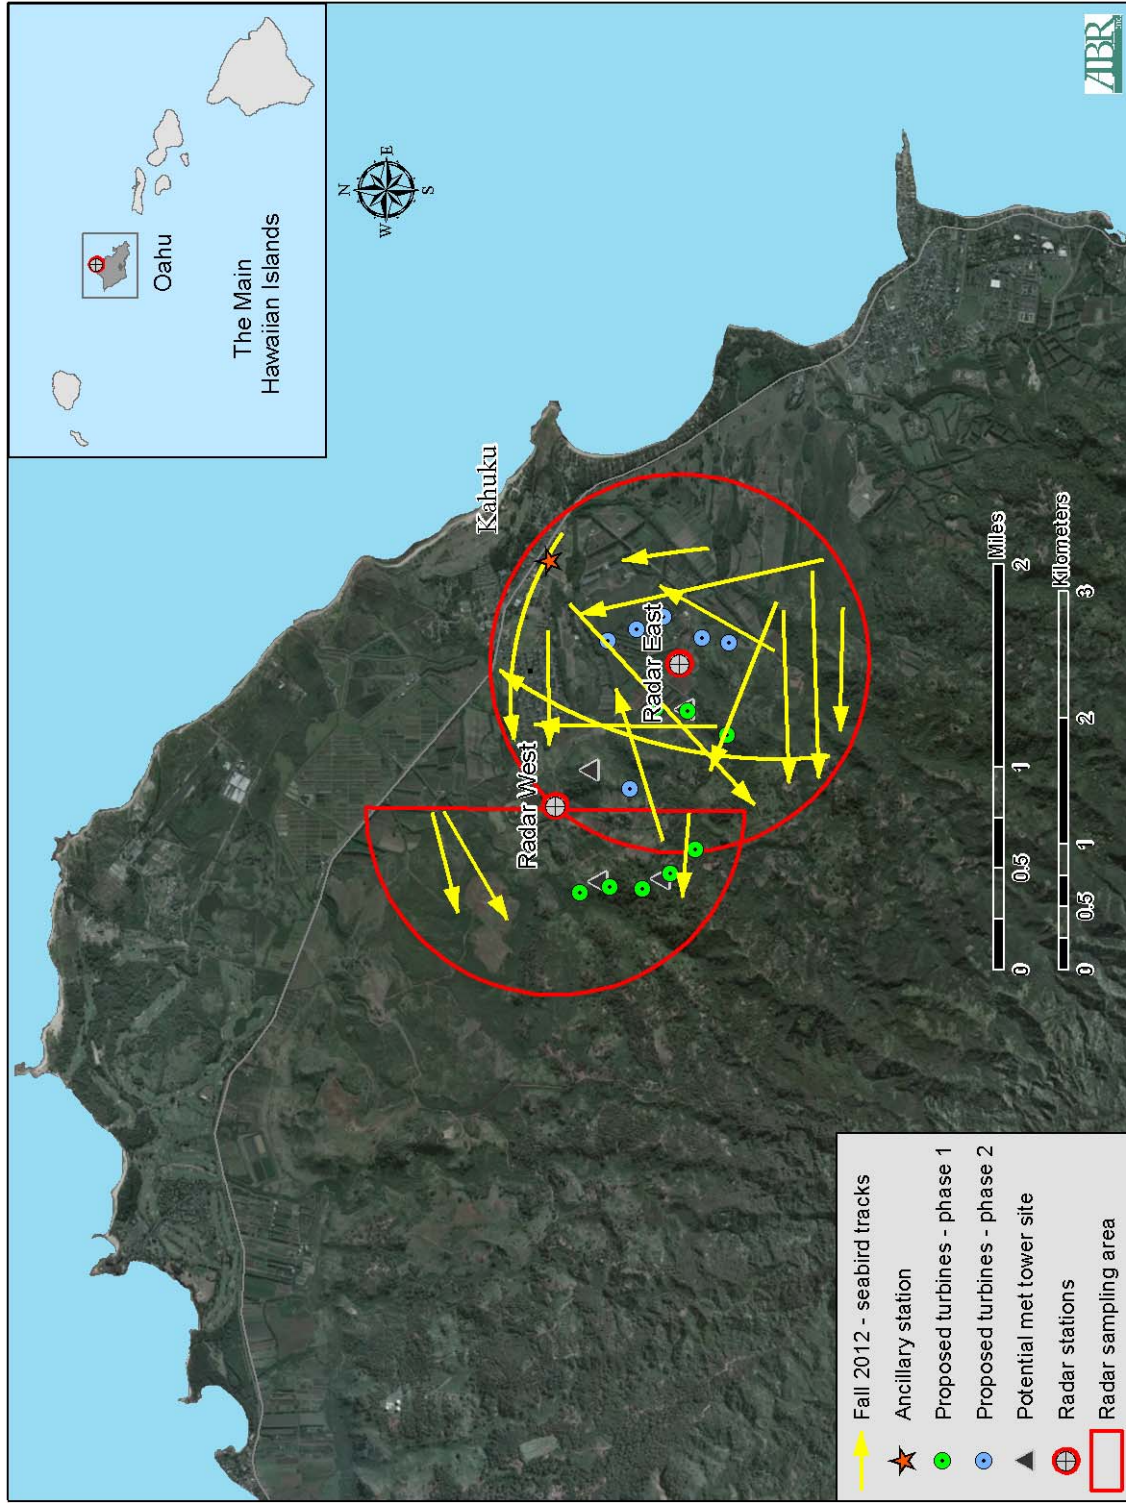 Oahu
The Main
Hawaiian Islands
N
W
E
S
Kahuku
Radar West
Radar East
Miles
0
0.5
1
2
Kilometers
0
0.5
1
2
3
Fall 2012 - seabird tracks
Ancillary station
Proposed turbines - phase 1
Proposed turbines - phase 2
Potential met tower site
Radar stations
Radar sampling area
ABR
INC